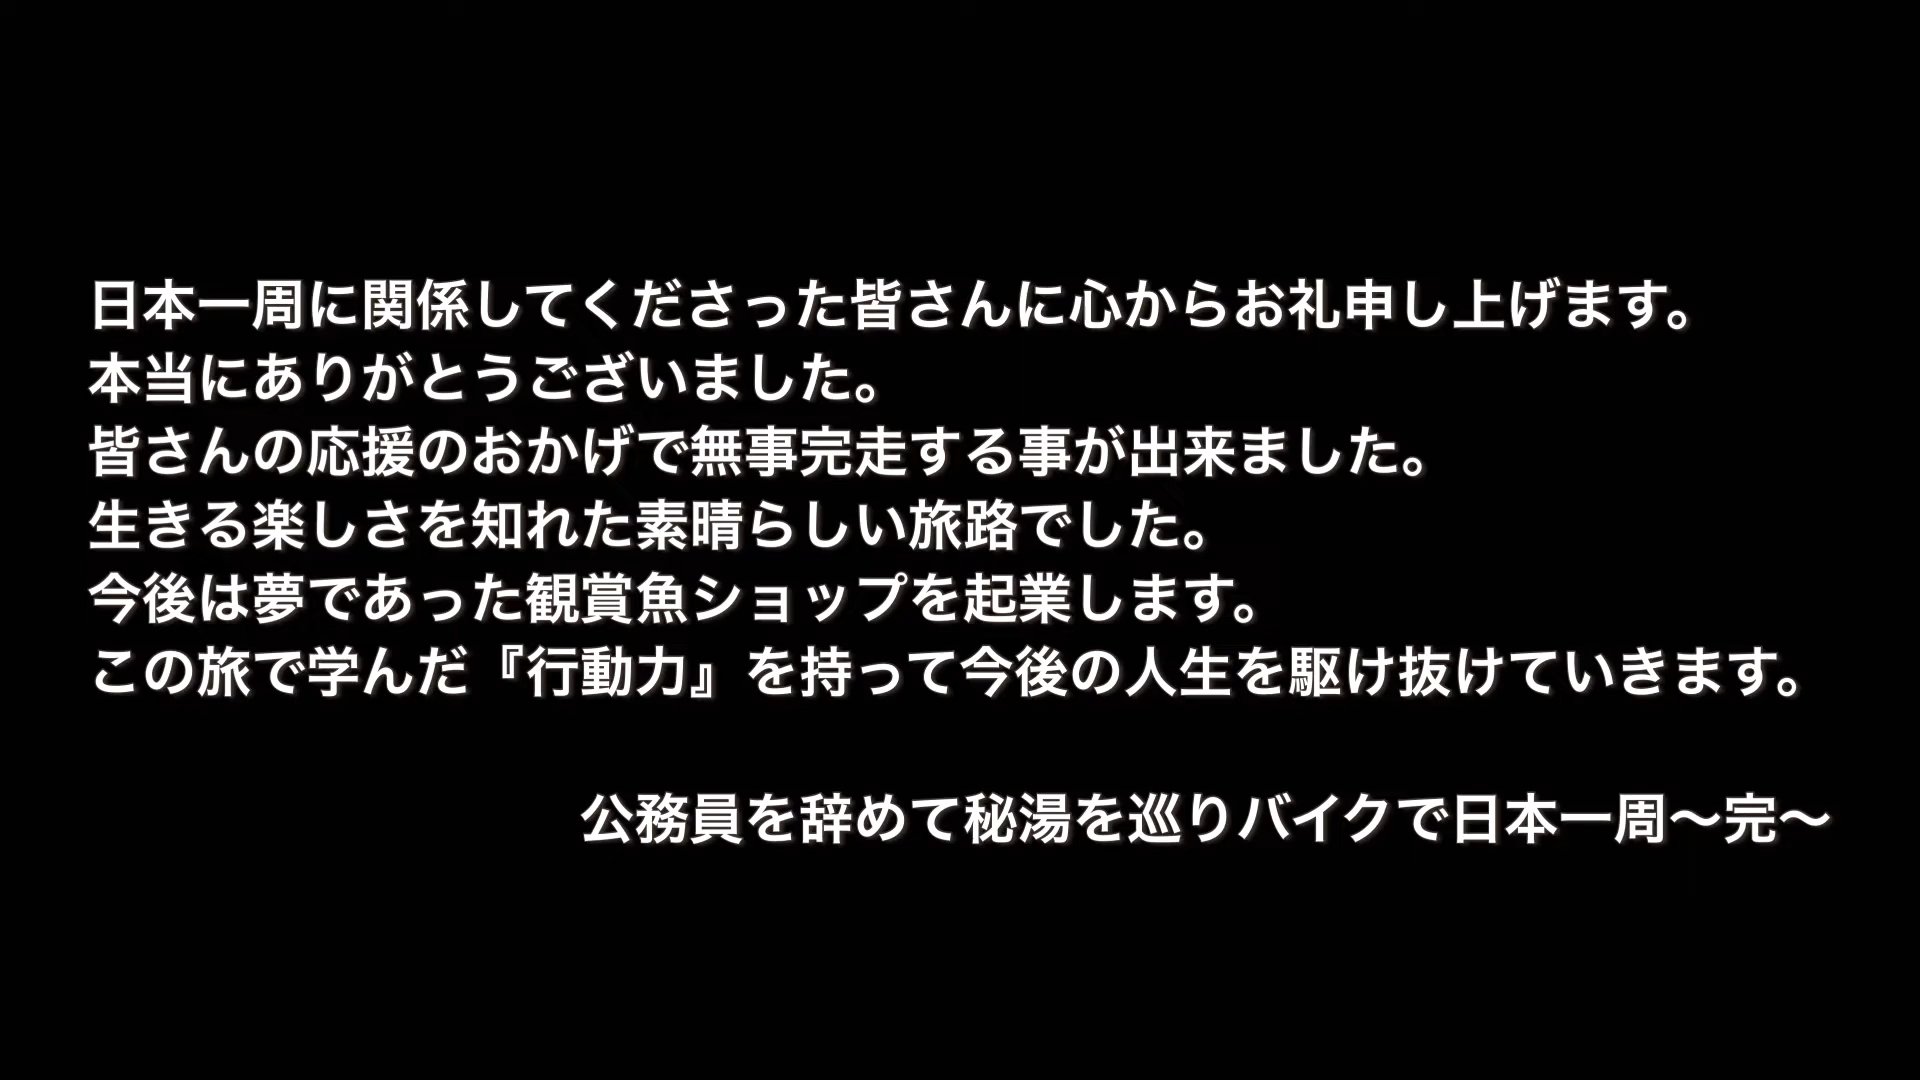 日本一周に関係してくださった皆さんに心からお礼申し上げます。
本当にありがとうございました。
皆さんの応援のおかげで無事完走する事が出来ました。
生きる楽しさを知れた素晴らしい旅路でした。
今後は夢であった観賞魚ショップを起業します。
この旅で学んだ『行動力』を持って今後の人生を駆け抜けていきます。
公務員を辞めて秘湯を巡りバイクで日本一周～完～